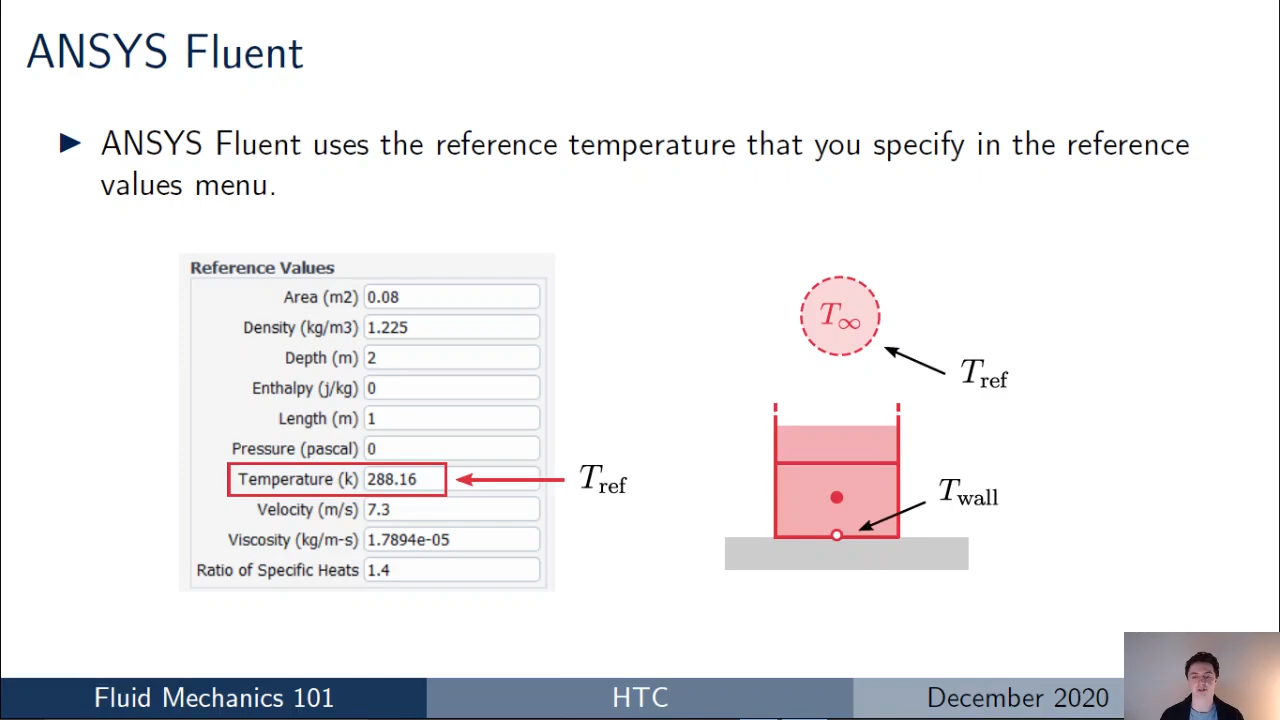 ANSYS Fluent
▶ ANSYS Fluent uses the reference temperature that you specify in the reference
values menu.
Reference Values
Area (m2) 0.08
Density (kg/m3) 1.225
Depth (m) 2
Enthalpy (j/kg) 0
Length (m) 1
Pressure (pascal) 0
Temperature (k) 288.16
Velocity (m/s) 7.3
Viscosity (kg/m-s) 1.7894e-05
Ratio of Specific Heats 1.4
T_ref
T_∞
T_ref
T_wall
Fluid Mechanics 101
HTC
December 2020